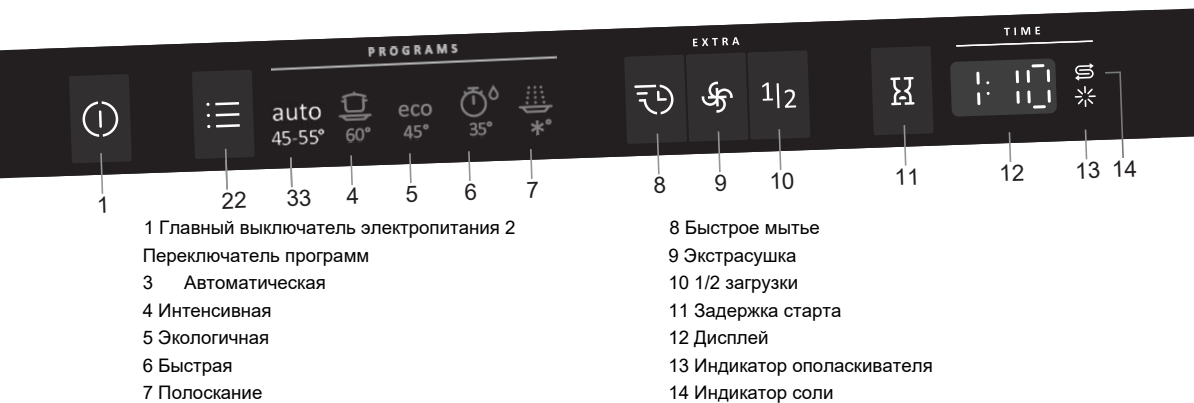 PROGRAMS EXTRA TIME
auto eco 1|2 1:10
45-55° 60° 45° 35°
1 22 33 4 5 6 7 8 9 10 11 12 13 14
1 Главный выключатель электропитания 2
Переключатель программ
3 Автоматическая
4 Интенсивная
5 Экологичная
6 Быстрая
7 Полоскание
8 Быстрое мытье
9 Экстрасушка
10 1/2 загрузки
11 Задержка старта
12 Дисплей
13 Индикатор ополаскивателя
14 Индикатор соли